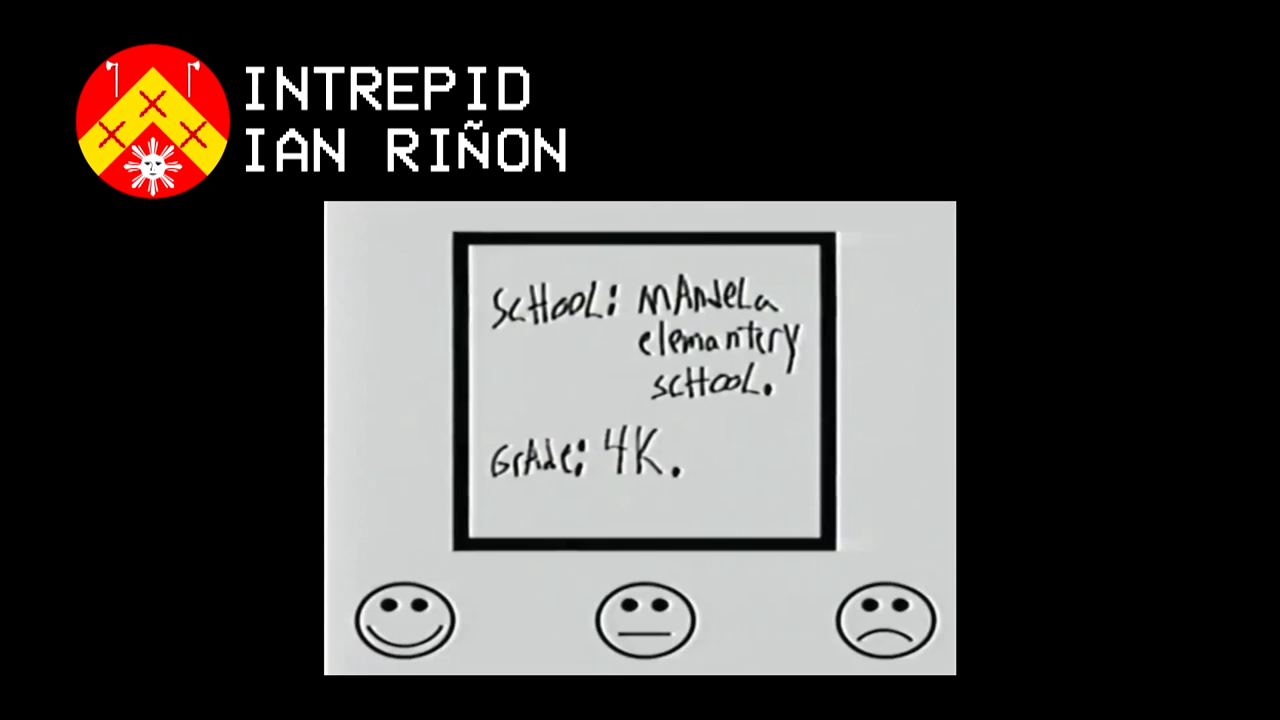 INTREPID
IAN RIÑON
SCHOOL: MANdeLa
elemantery
SCHOOL.
GrAde: 4K.